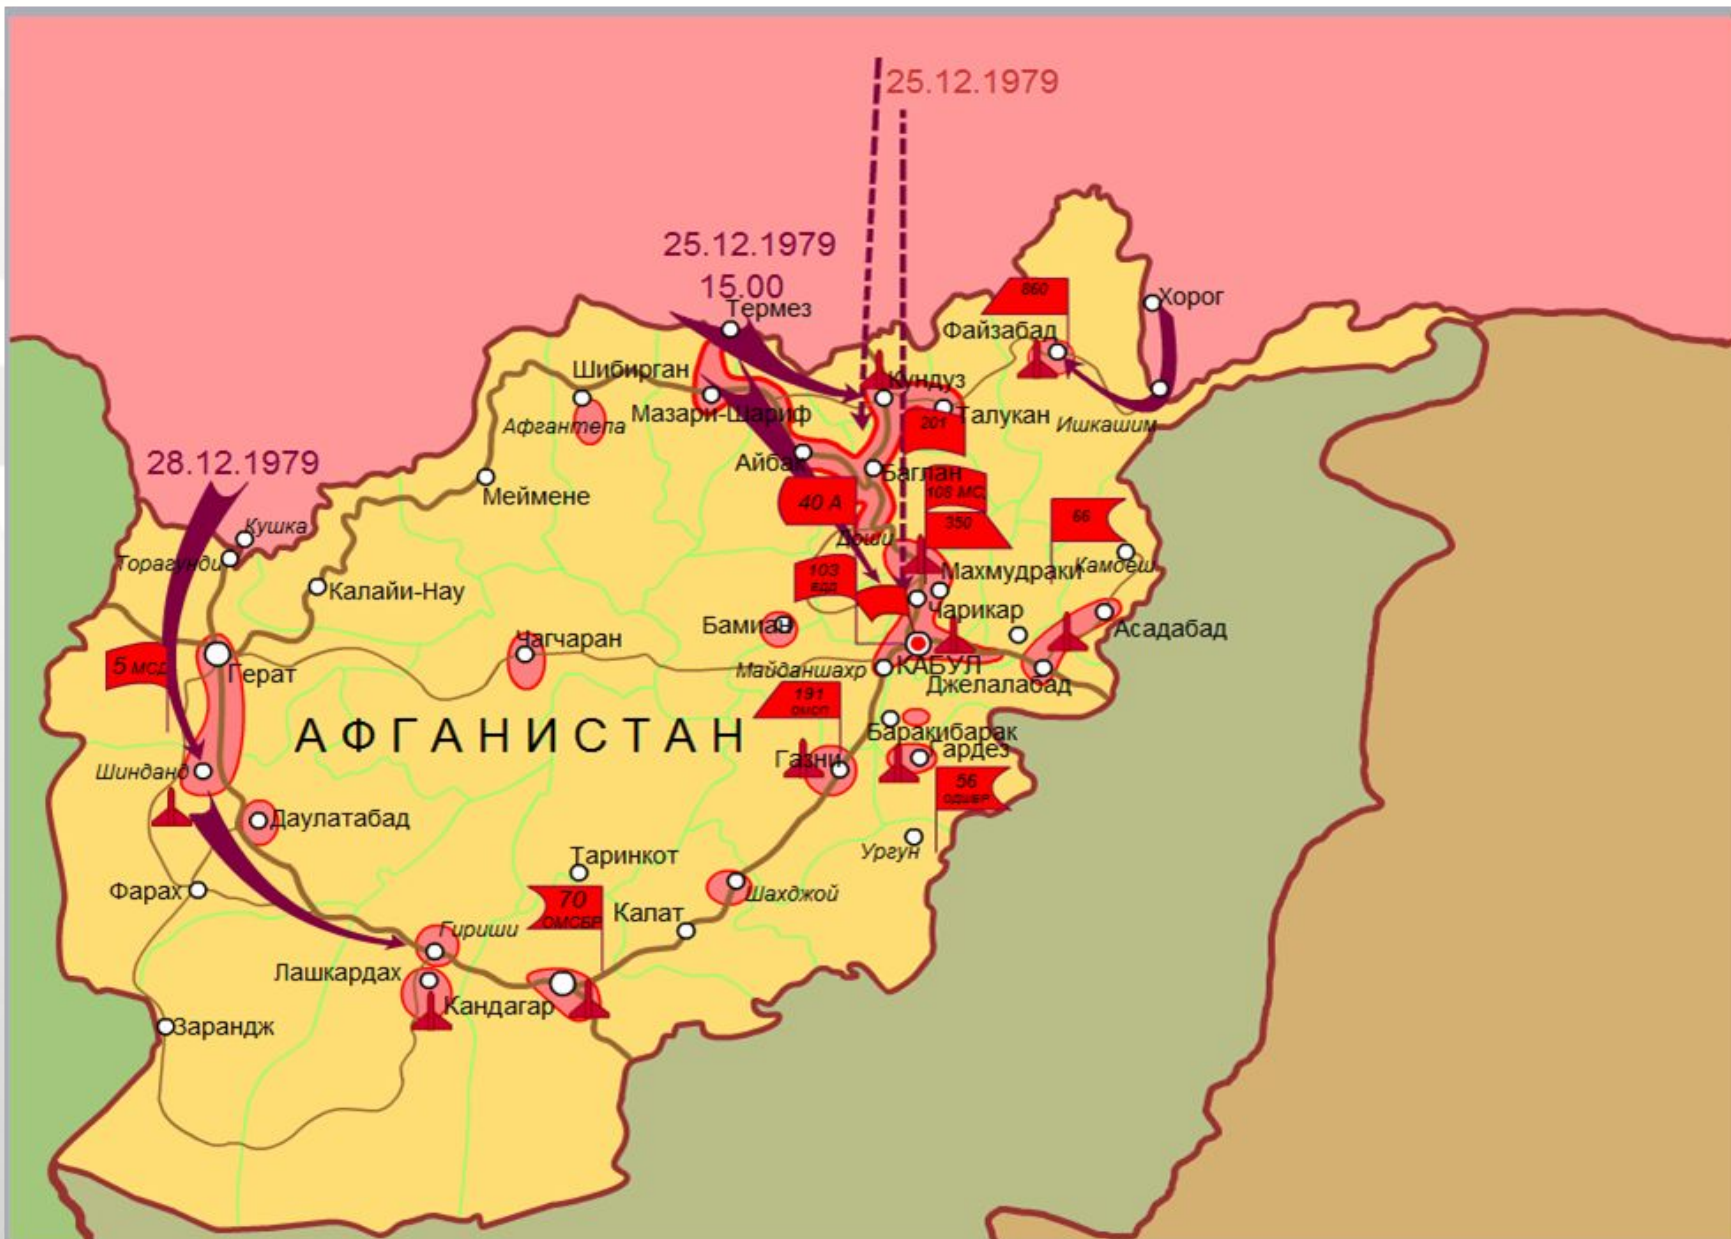 25.12.1979
25.12.1979
15.00
Термез
Хорог
860
Файзабад
Шибирган
Кундуз
Мазари-Шариф
Талукан
Афгантепа
Ишкашим
201
28.12.1979
Айбак
Баглан
Меймене
40 А
350
66
Кушка
Доши
Торагунди
Махмудраки
Камдеш
Калайи-Нау
103
ВДД
Чарикар
Бамиан
Асадабад
Чагчаран
5 МСД
Герат
Майданшахр
КАБУЛ
Джелалабад
191
ОМСП
АФГАНИСТАН
Баракибарак
Гардез
Газни
Шинданд
56
ОДШБР
Даулатабад
Ургун
Таринкот
Фарах
Шахджой
70
ОМСБР
Калат
Гириши
Лашкардах
Кандагар
Зарандж